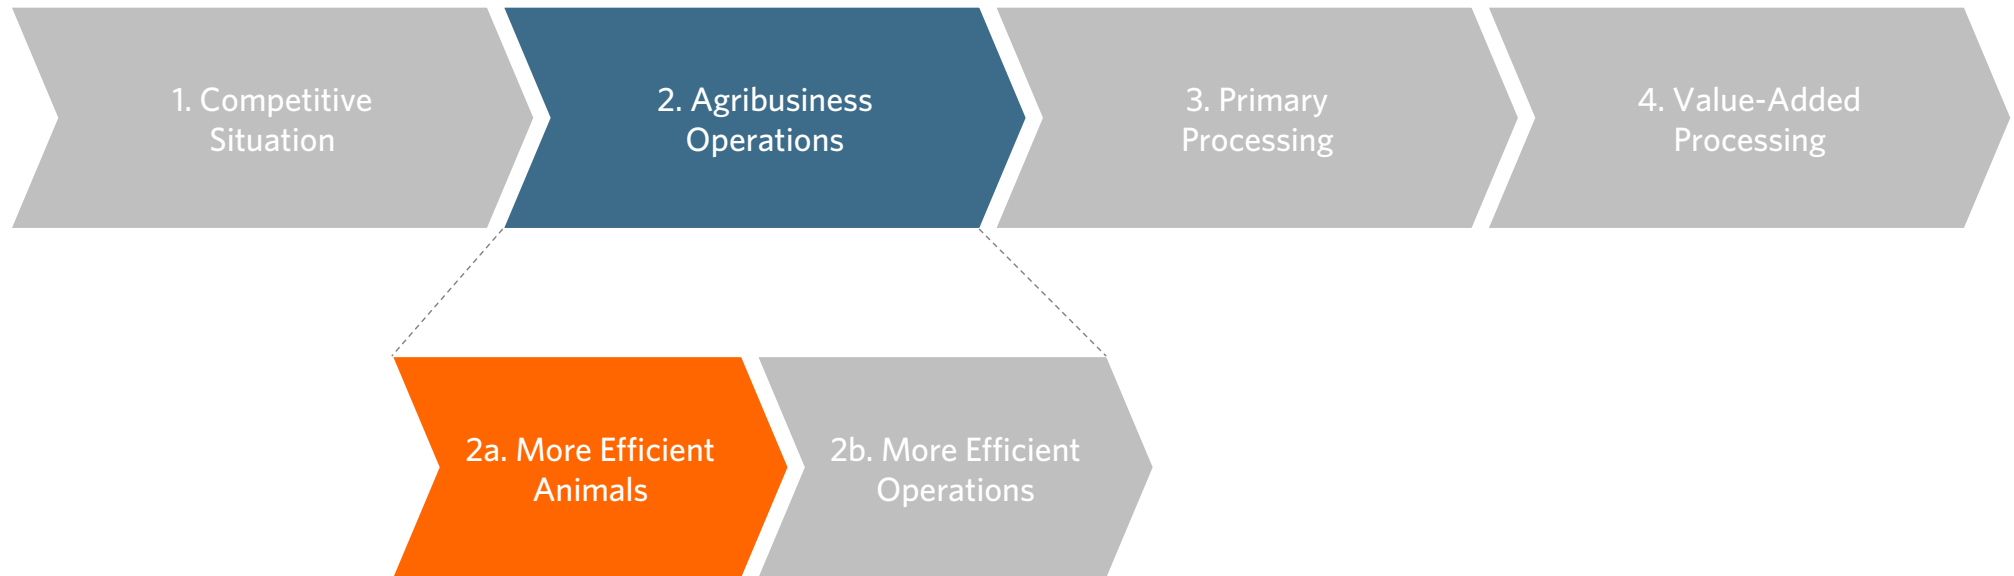 1. Competitive
Situation
2. Agribusiness
Operations
3. Primary
Processing
4. Value-Added
Processing
2a. More Efficient
Animals
2b. More Efficient
Operations